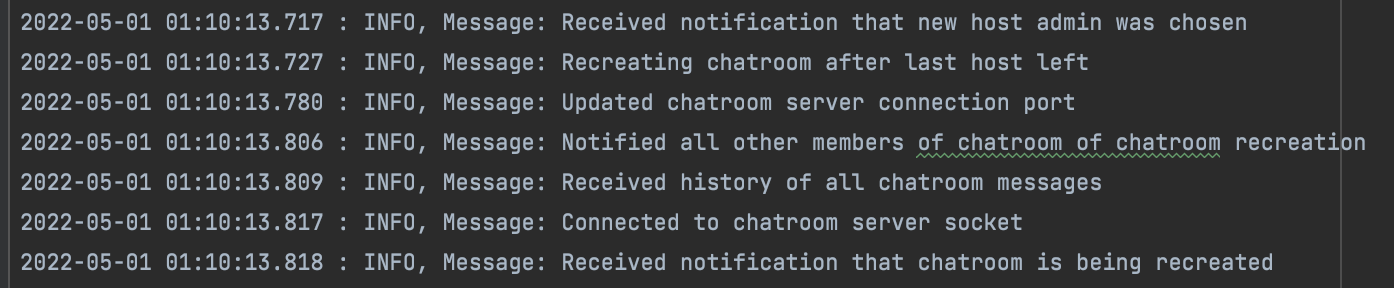 2022-05-01 01:10:13.717 : INFO, Message: Received notification that new host admin was chosen
2022-05-01 01:10:13.727 : INFO, Message: Recreating chatroom after last host left
2022-05-01 01:10:13.780 : INFO, Message: Updated chatroom server connection port
2022-05-01 01:10:13.806 : INFO, Message: Notified all other members of chatroom of chatroom recreation
2022-05-01 01:10:13.809 : INFO, Message: Received history of all chatroom messages
2022-05-01 01:10:13.817 : INFO, Message: Connected to chatroom server socket
2022-05-01 01:10:13.818 : INFO, Message: Received notification that chatroom is being recreated